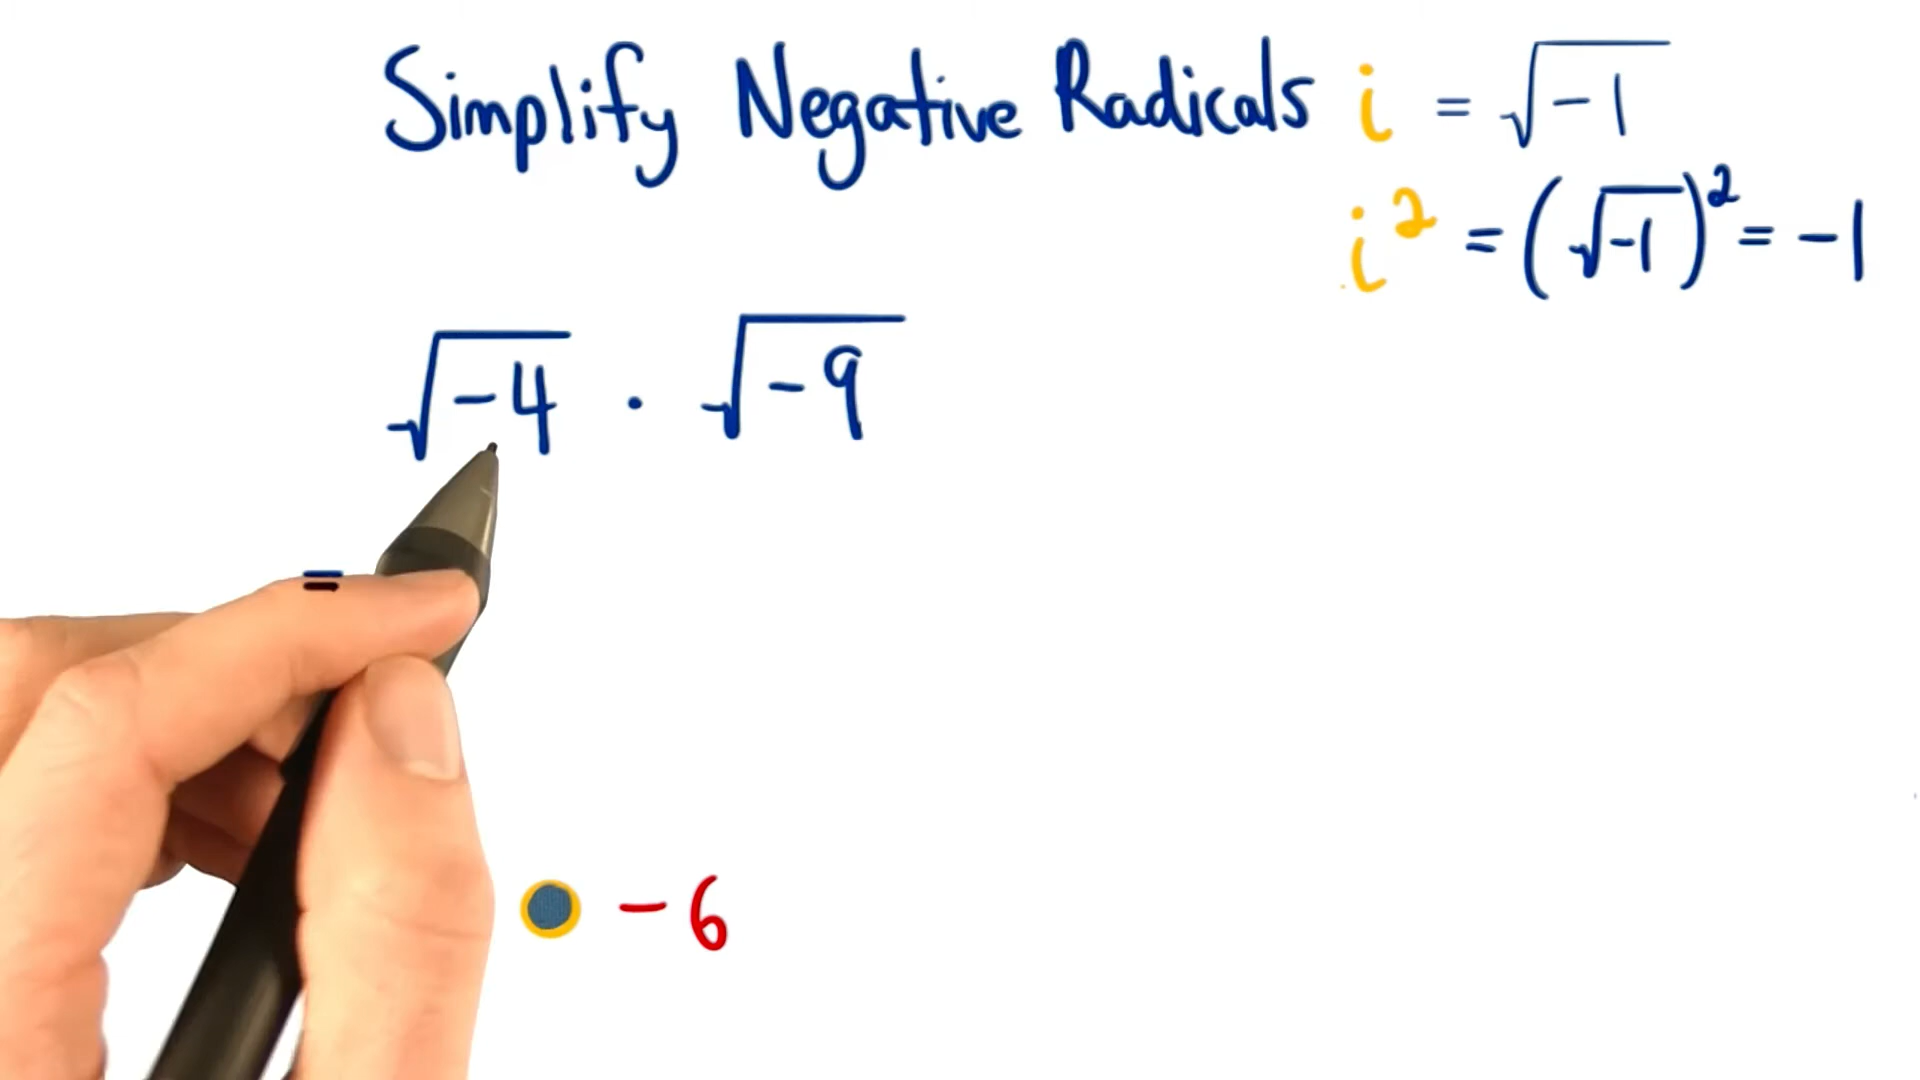 Simplify Negative Radicals i = √-1
i² = (√-1)² = -1
√-4 · √-9
=
-6